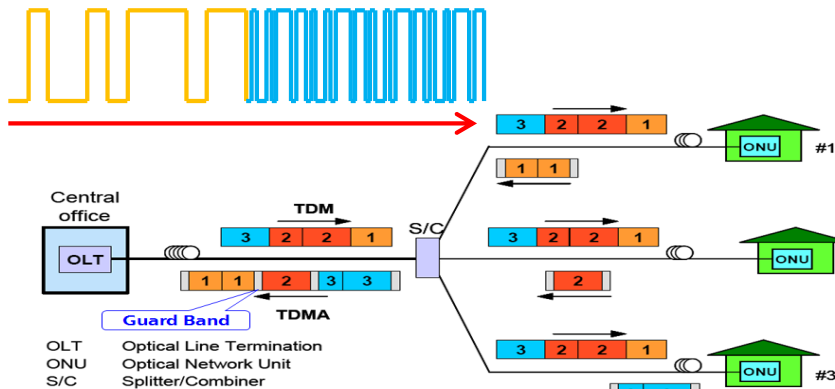 3 2 2 1
ONU
#1
1 1
Central
office
TDM
S/C
3 2 2 1
3 2 2 1
OLT
ONU
1 1 2 3 3
2
Guard Band
TDMA
OLT Optical Line Termination
ONU Optical Network Unit
S/C Splitter/Combiner
3 2 2 1
ONU
#3